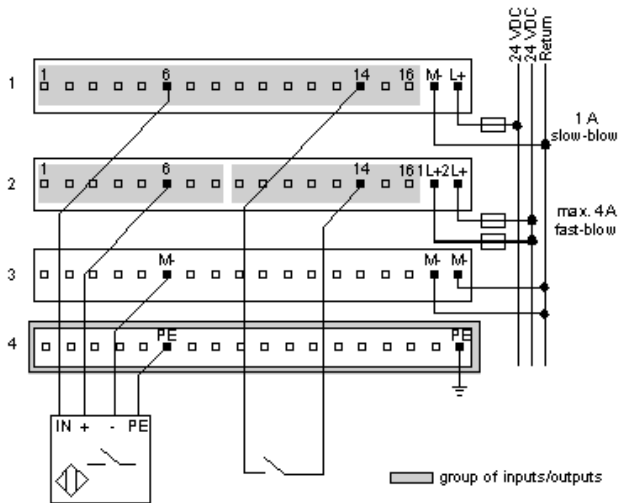 24 VDC
24 VDC
Return
1 6 14 16 M- L+
1
1 A
slow-blow
1 6 14 16 1L+ 2L+
2
max. 4 A
fast-blow
M- M- M-
3
PE PE
4
IN + - PE
group of inputs/outputs